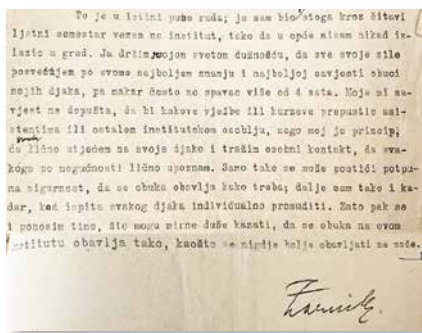 To je u istini puno rada; ja sam bio stoga kroz čitavi
ljetni semestar vezan na institut, tako da u opće nisam nikad iz-
lazio u grad. Ja držim svojom svetom dužnošću, da sve svoje sile
posvetijem po svome najboljem znanju i najboljoj savjesti obuci
mojih djaka, pa makar često ne spavao više od 4 sata. Moja mi sa-
vjest ne dopušta, da bi kakove vježbe ili kurzeve prepustio asi-
stentima ili ostalom institutskom osoblju, nego moj je princip,
da lično utječem na svoje djake i tražim osobni kontakt, da sva-
koga po mogućnosti lično upoznam. Samo tako se može postići potpu-
na sigurnost, da se obuka obavlja kako treba; dalje sam tako i ka-
dar, kod ispita svakog djaka individualno prosuditi. Zato pak se
i ponosim time, što mogu mirne duše kazati, da se obuka na ovom
institutu obavlja tako, kaošto se nigdje bolje obavljati ne može.
Zarnik